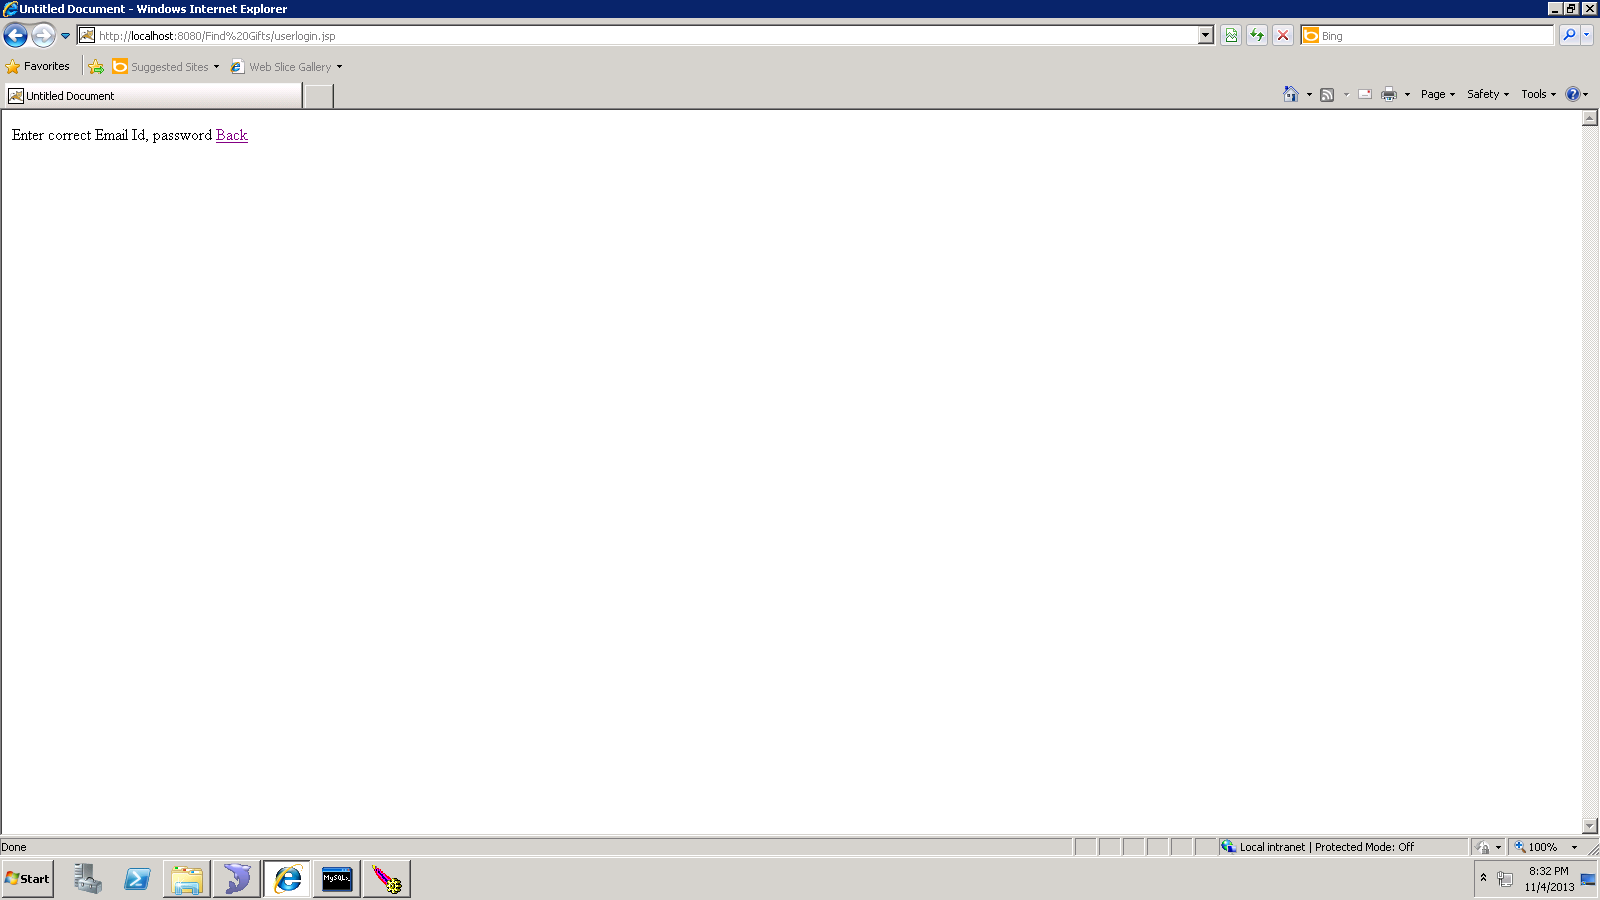 Untitled Document - Windows Internet Explorer
http://localhost:8080/Find%20Gifts/userlogin.jsp
Bing
Favorites Suggested Sites Web Slice Gallery
Untitled Document Page Safety Tools
Enter correct Email Id, password Back
Done Local intranet | Protected Mode: Off 100%
Start MySQL 8:32 PM
11/4/2013